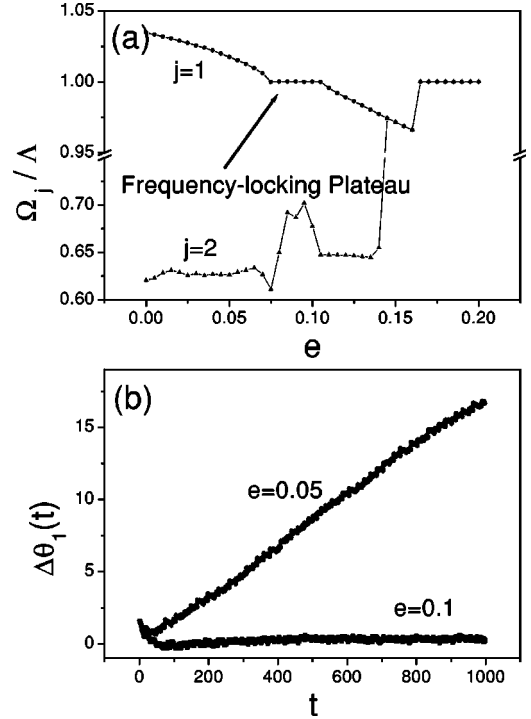 (a)
1.05
1.00
0.95
0.70
0.65
0.60
Ω_j / Λ
j=1
Frequency-locking Plateau
j=2
0.00 0.05 0.10 0.15 0.20
e
(b)
15
10
5
0
Δθ₁(t)
e=0.05
e=0.1
0 200 400 600 800 1000
t